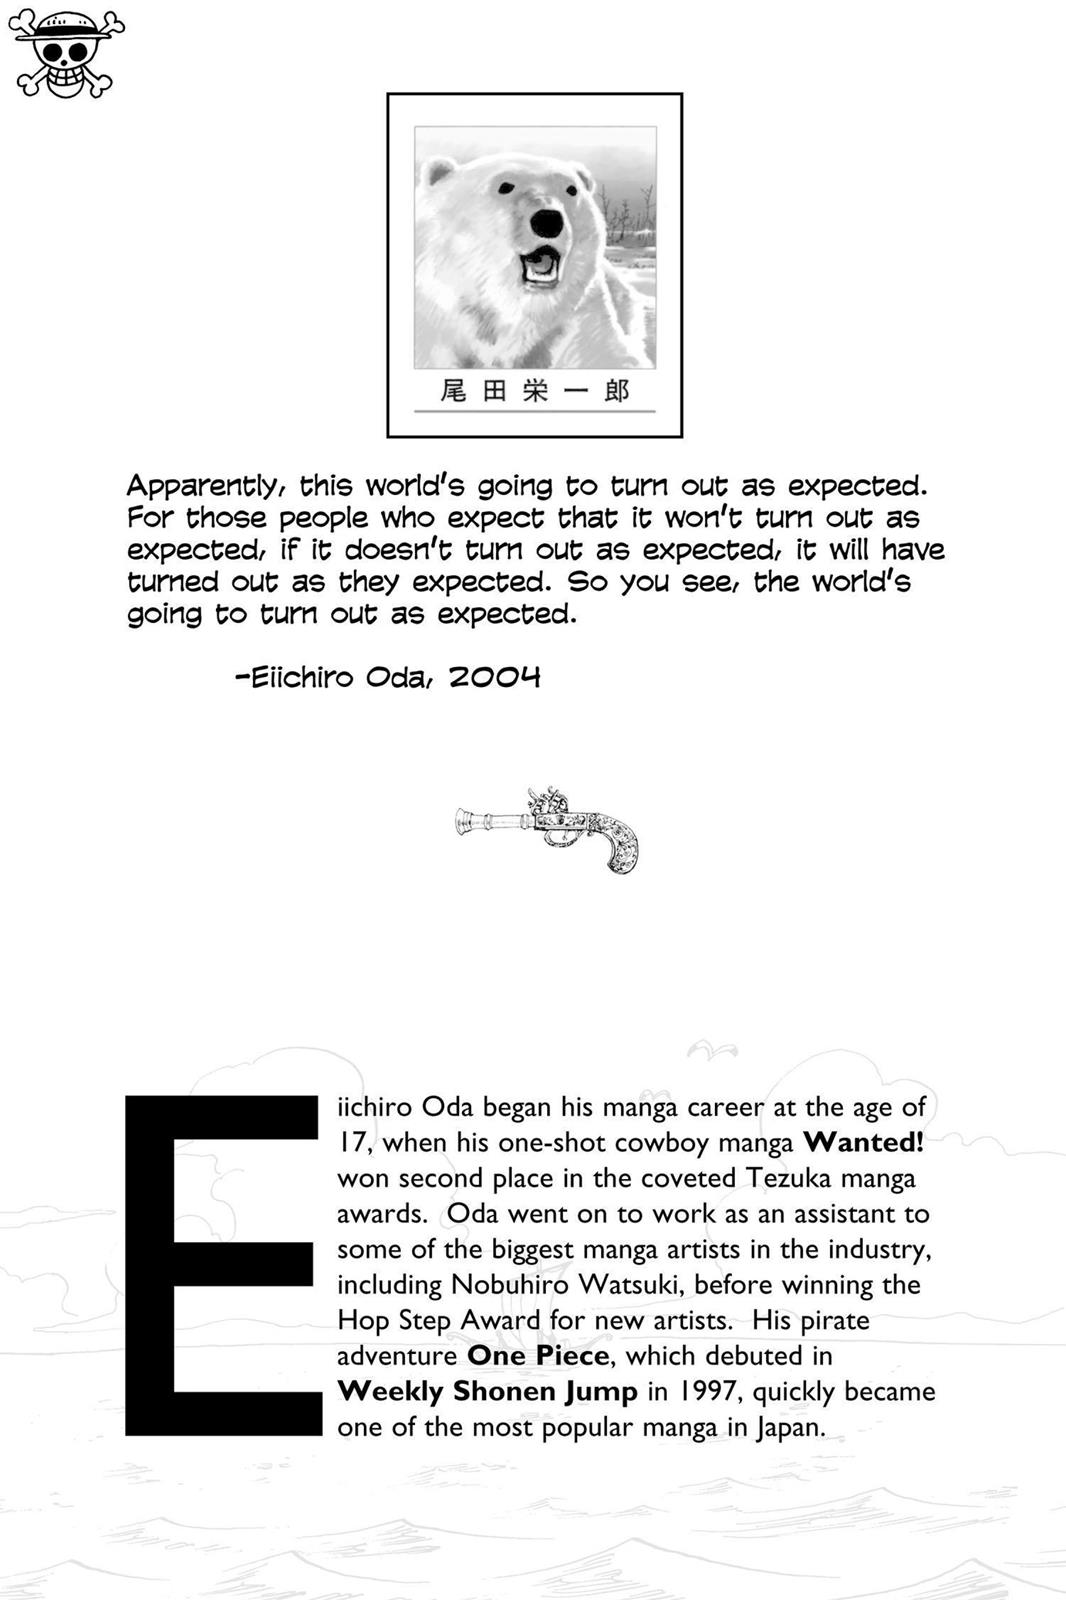 尾田栄一郎
Apparently, this world's going to turn out as expected.
For those people who expect that it won't turn out as
expected, if it doesn't turn out as expected, it will have
turned out as they expected. So you see, the world's
going to turn out as expected.
-Eiichiro Oda, 2004
Eiichiro Oda began his manga career at the age of
17, when his one-shot cowboy manga Wanted!
won second place in the coveted Tezuka manga
awards.  Oda went on to work as an assistant to
some of the biggest manga artists in the industry,
including Nobuhiro Watsuki, before winning the
Hop Step Award for new artists.  His pirate
adventure One Piece, which debuted in
Weekly Shonen Jump in 1997, quickly became
one of the most popular manga in Japan.